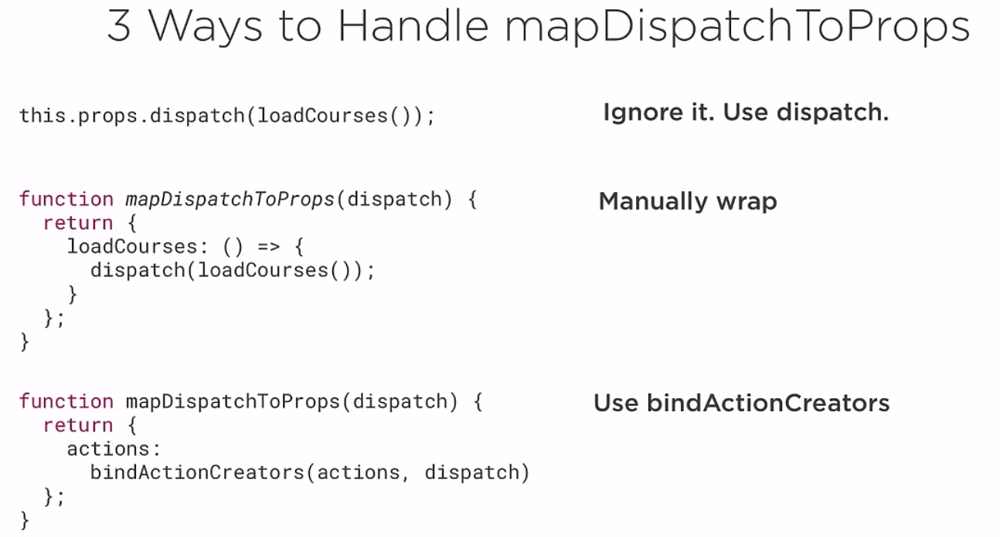 3 Ways to Handle mapDispatchToProps
this.props.dispatch(loadCourses());
Ignore it. Use dispatch.
function mapDispatchToProps(dispatch) {
  return {
    loadCourses: () => {
      dispatch(loadCourses());
    }
  };
}
Manually wrap
function mapDispatchToProps(dispatch) {
  return {
    actions:
      bindActionCreators(actions, dispatch)
  };
}
Use bindActionCreators